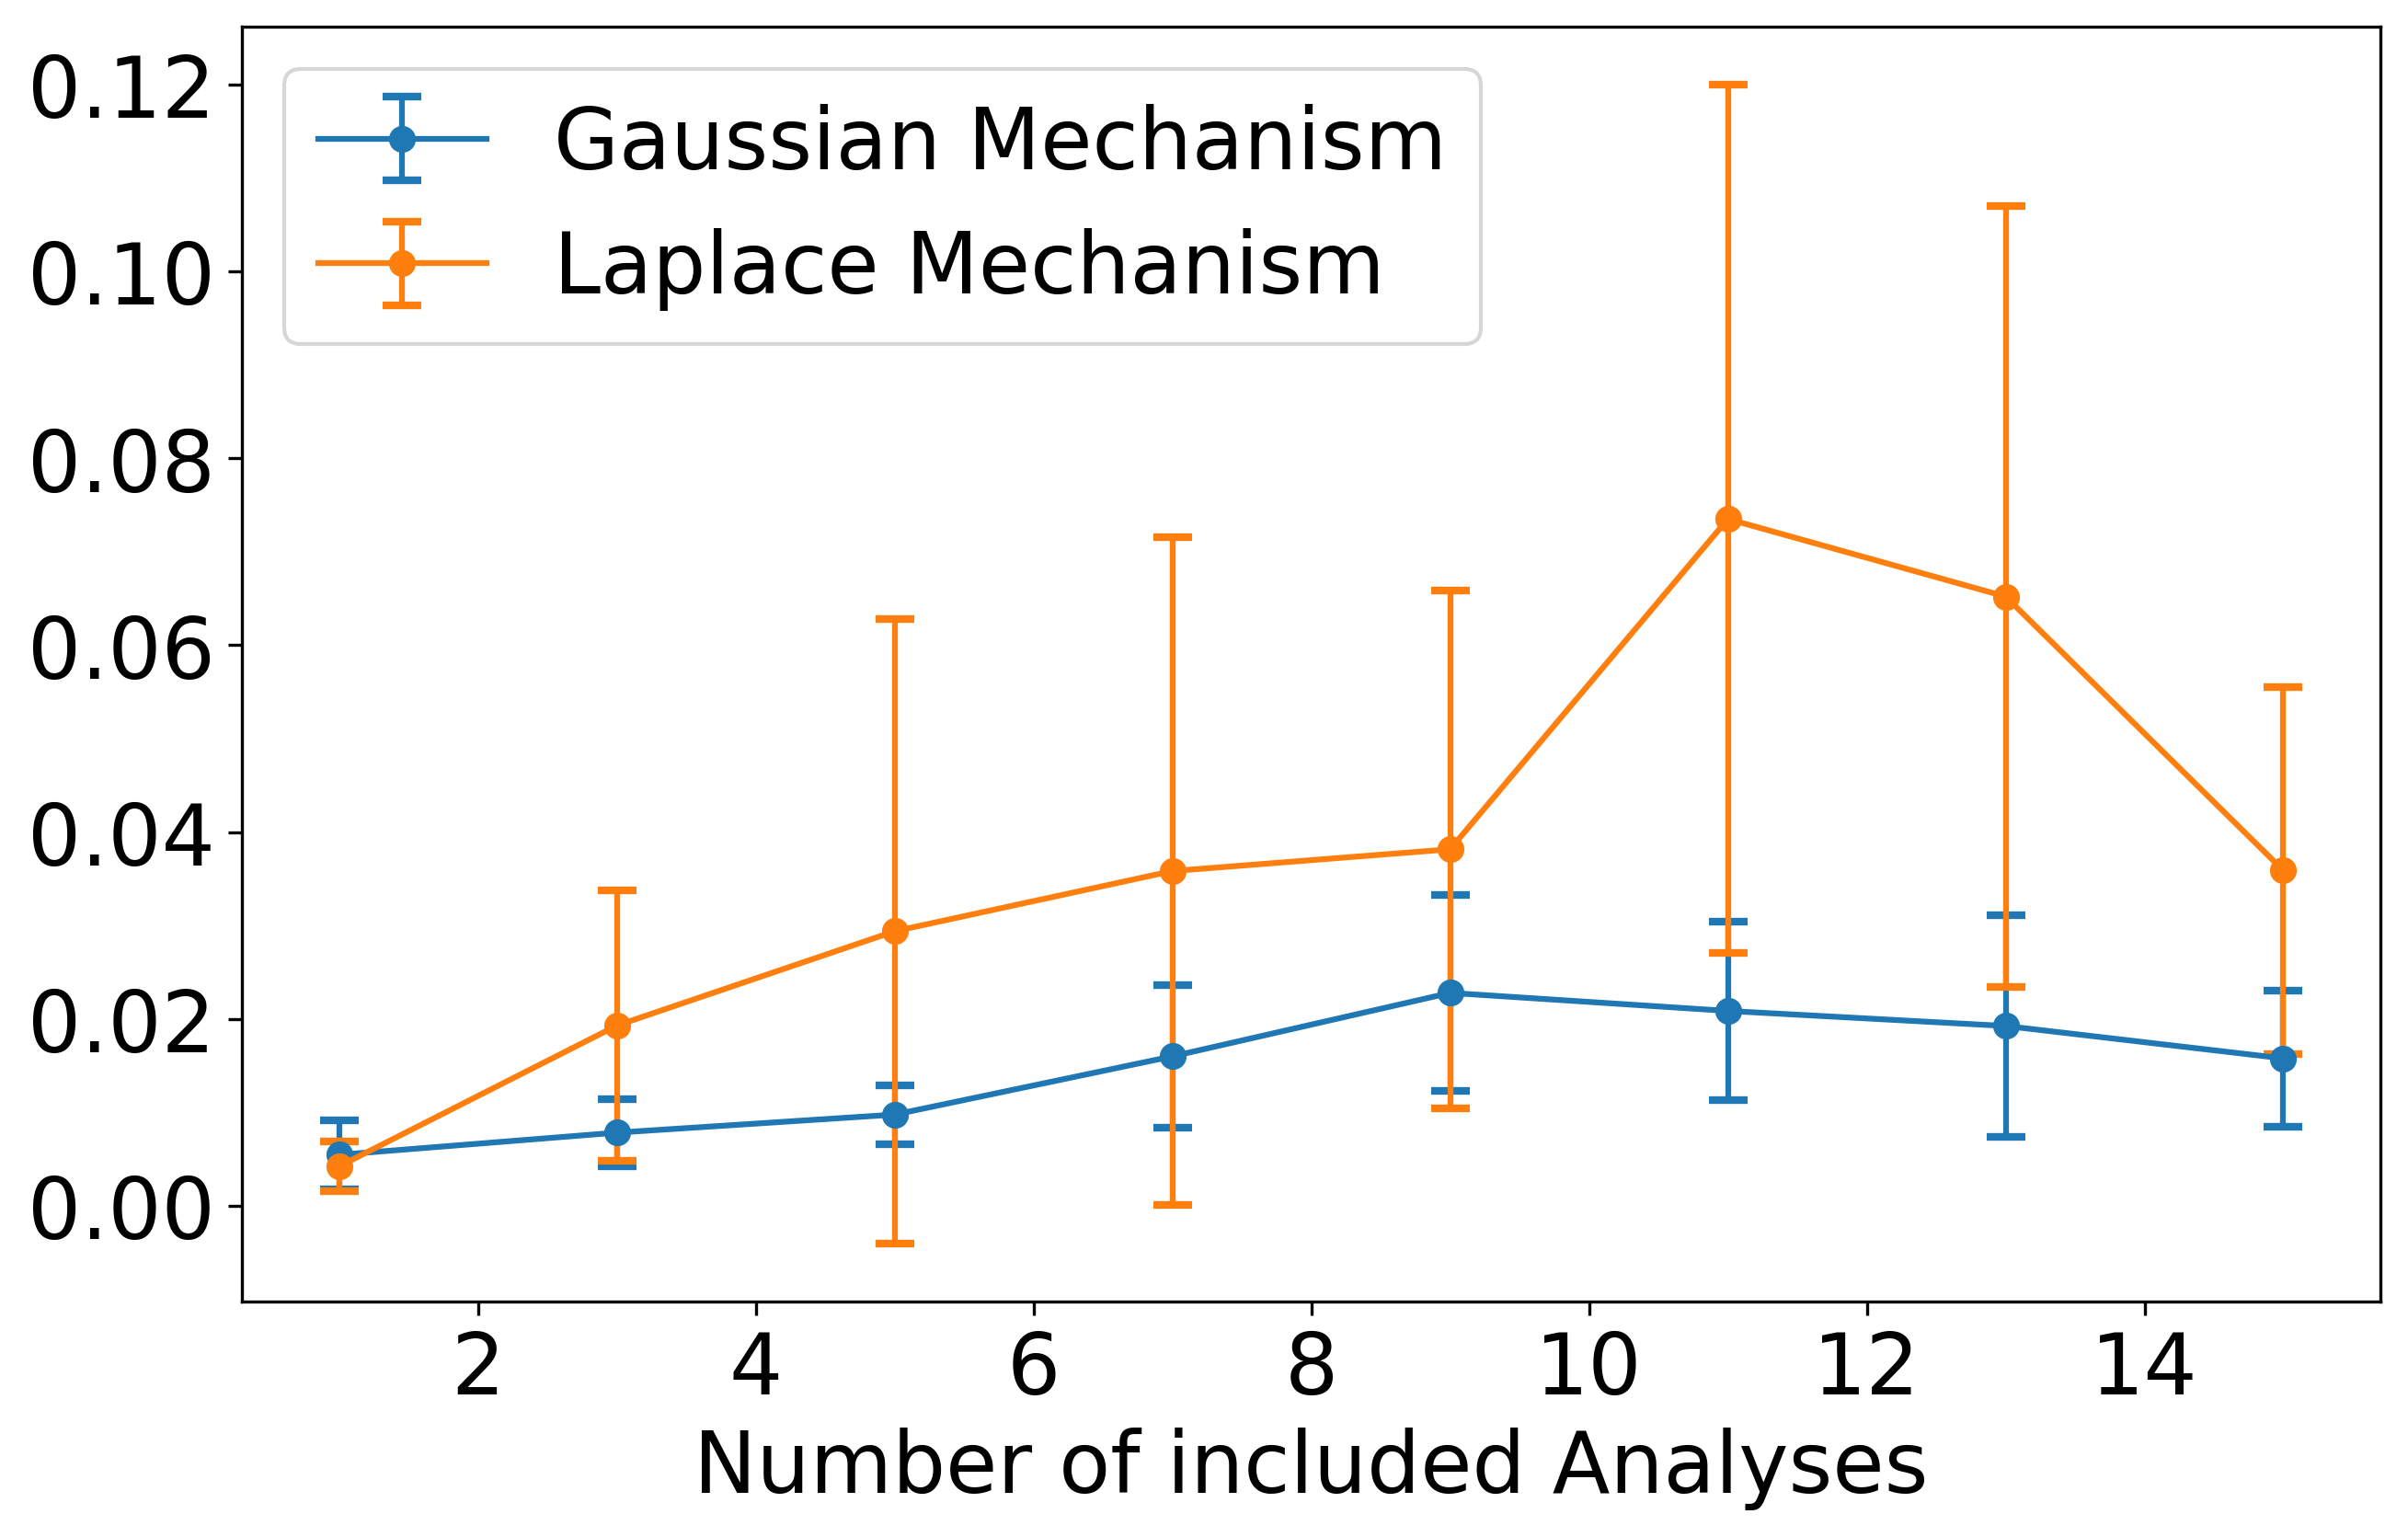 0.12
0.10
0.08
0.06
0.04
0.02
0.00
Gaussian Mechanism
Laplace Mechanism
2 4 6 8 10 12 14
Number of included Analyses